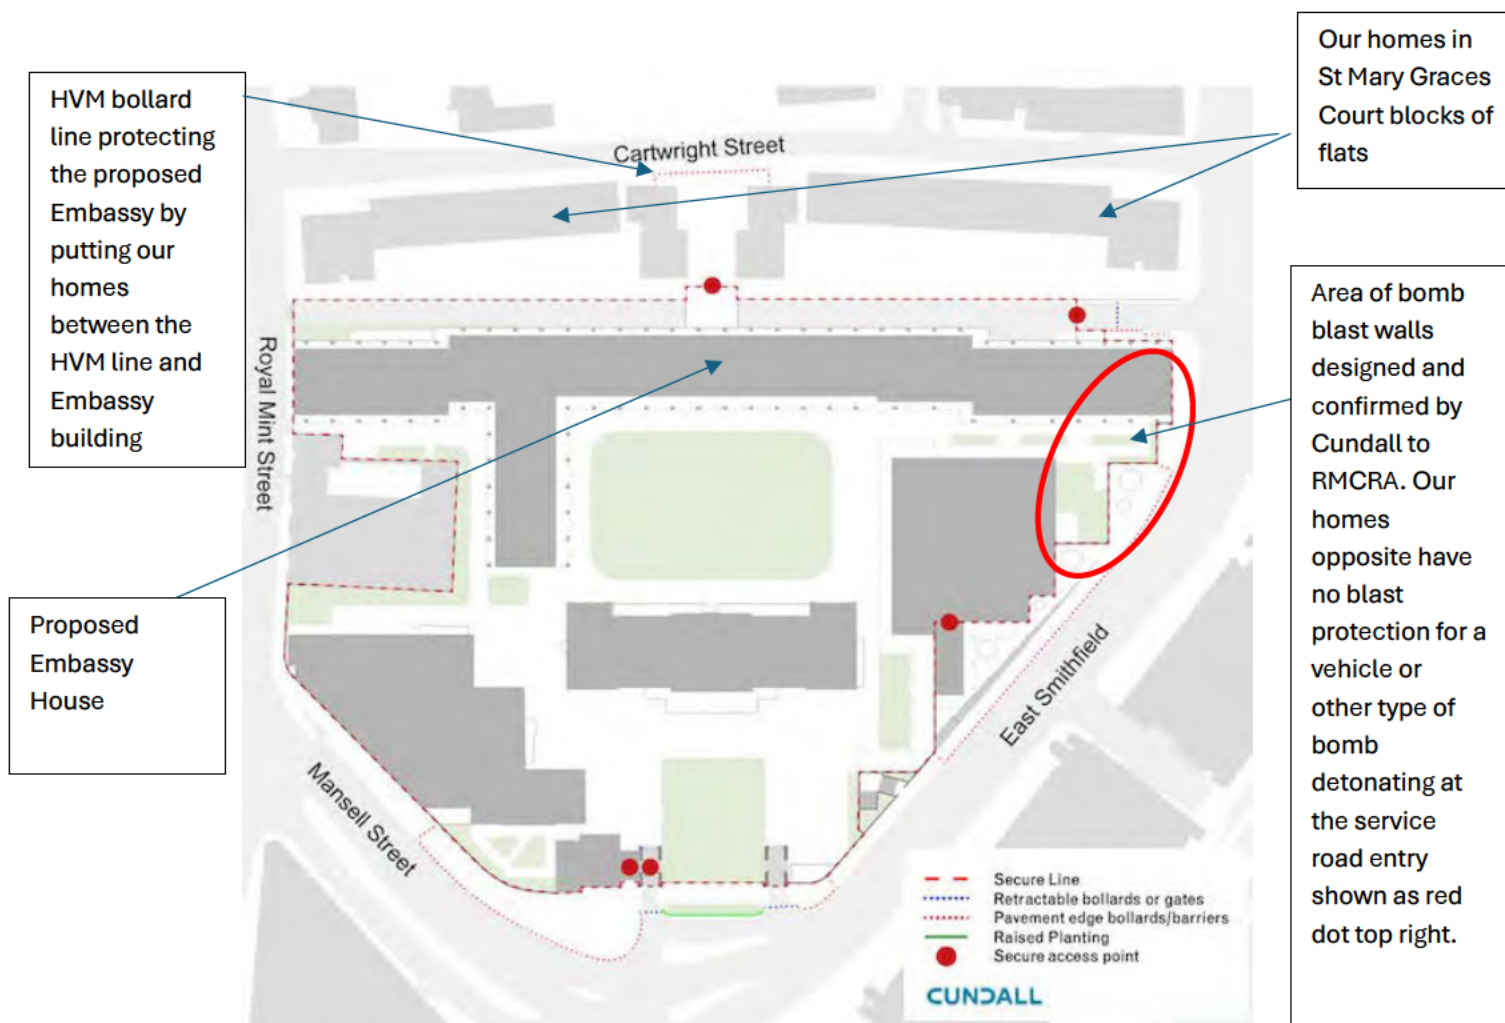 HVM bollard
line protecting
the proposed
Embassy by
putting our
homes
between the
HVM line and
Embassy
building
Our homes in
St Mary Graces
Court blocks of
flats
Cartwright Street
Royal Mint Street
Area of bomb
blast walls
designed and
confirmed by
Cundall to
RMCRA. Our
homes
opposite have
no blast
protection for a
vehicle or
other type of
bomb
detonating at
the service
road entry
shown as red
dot top right.
Proposed
Embassy
House
East Smithfield
Mansell Street
Secure Line
Retractable bollards or gates
Pavement edge bollards/barriers
Raised Planting
Secure access point
CUNDALL